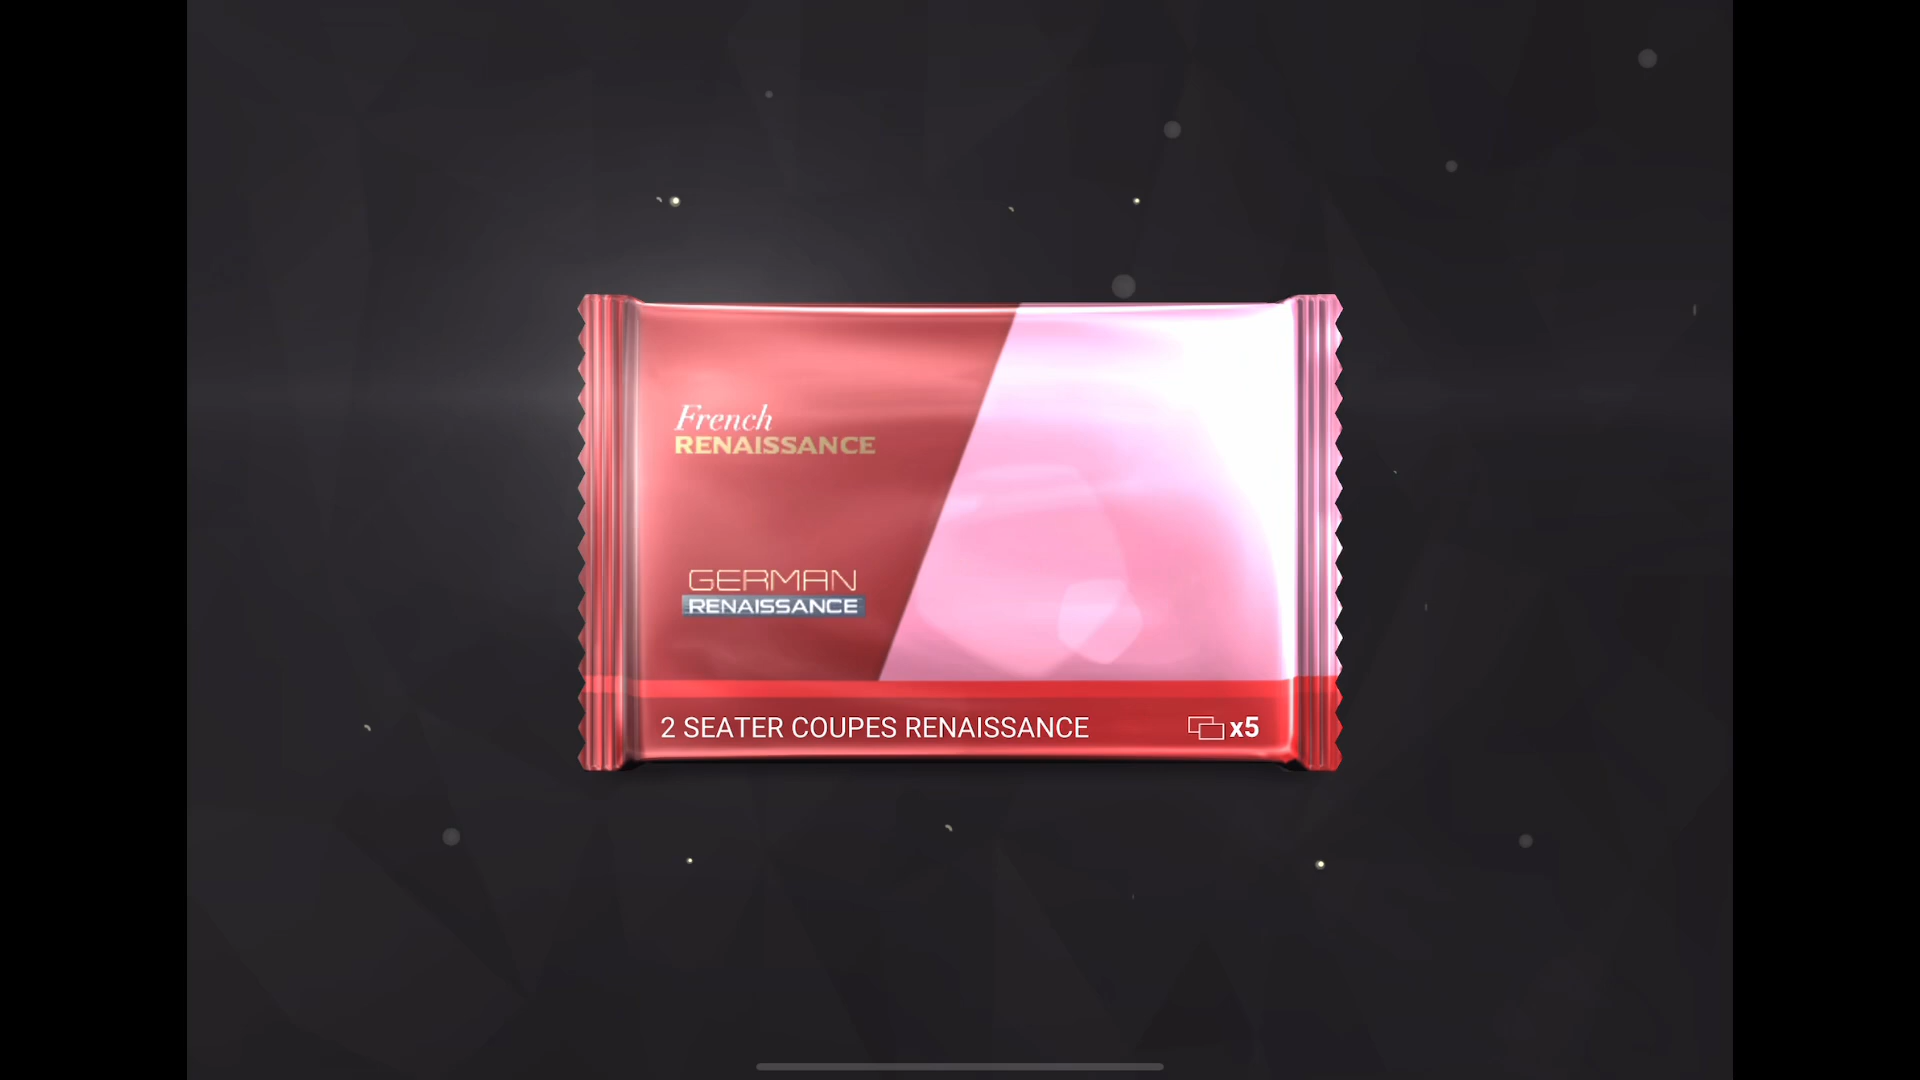 French
RENAISSANCE
GERMAN
RENAISSANCE
2 SEATER COUPES RENAISSANCE
x5